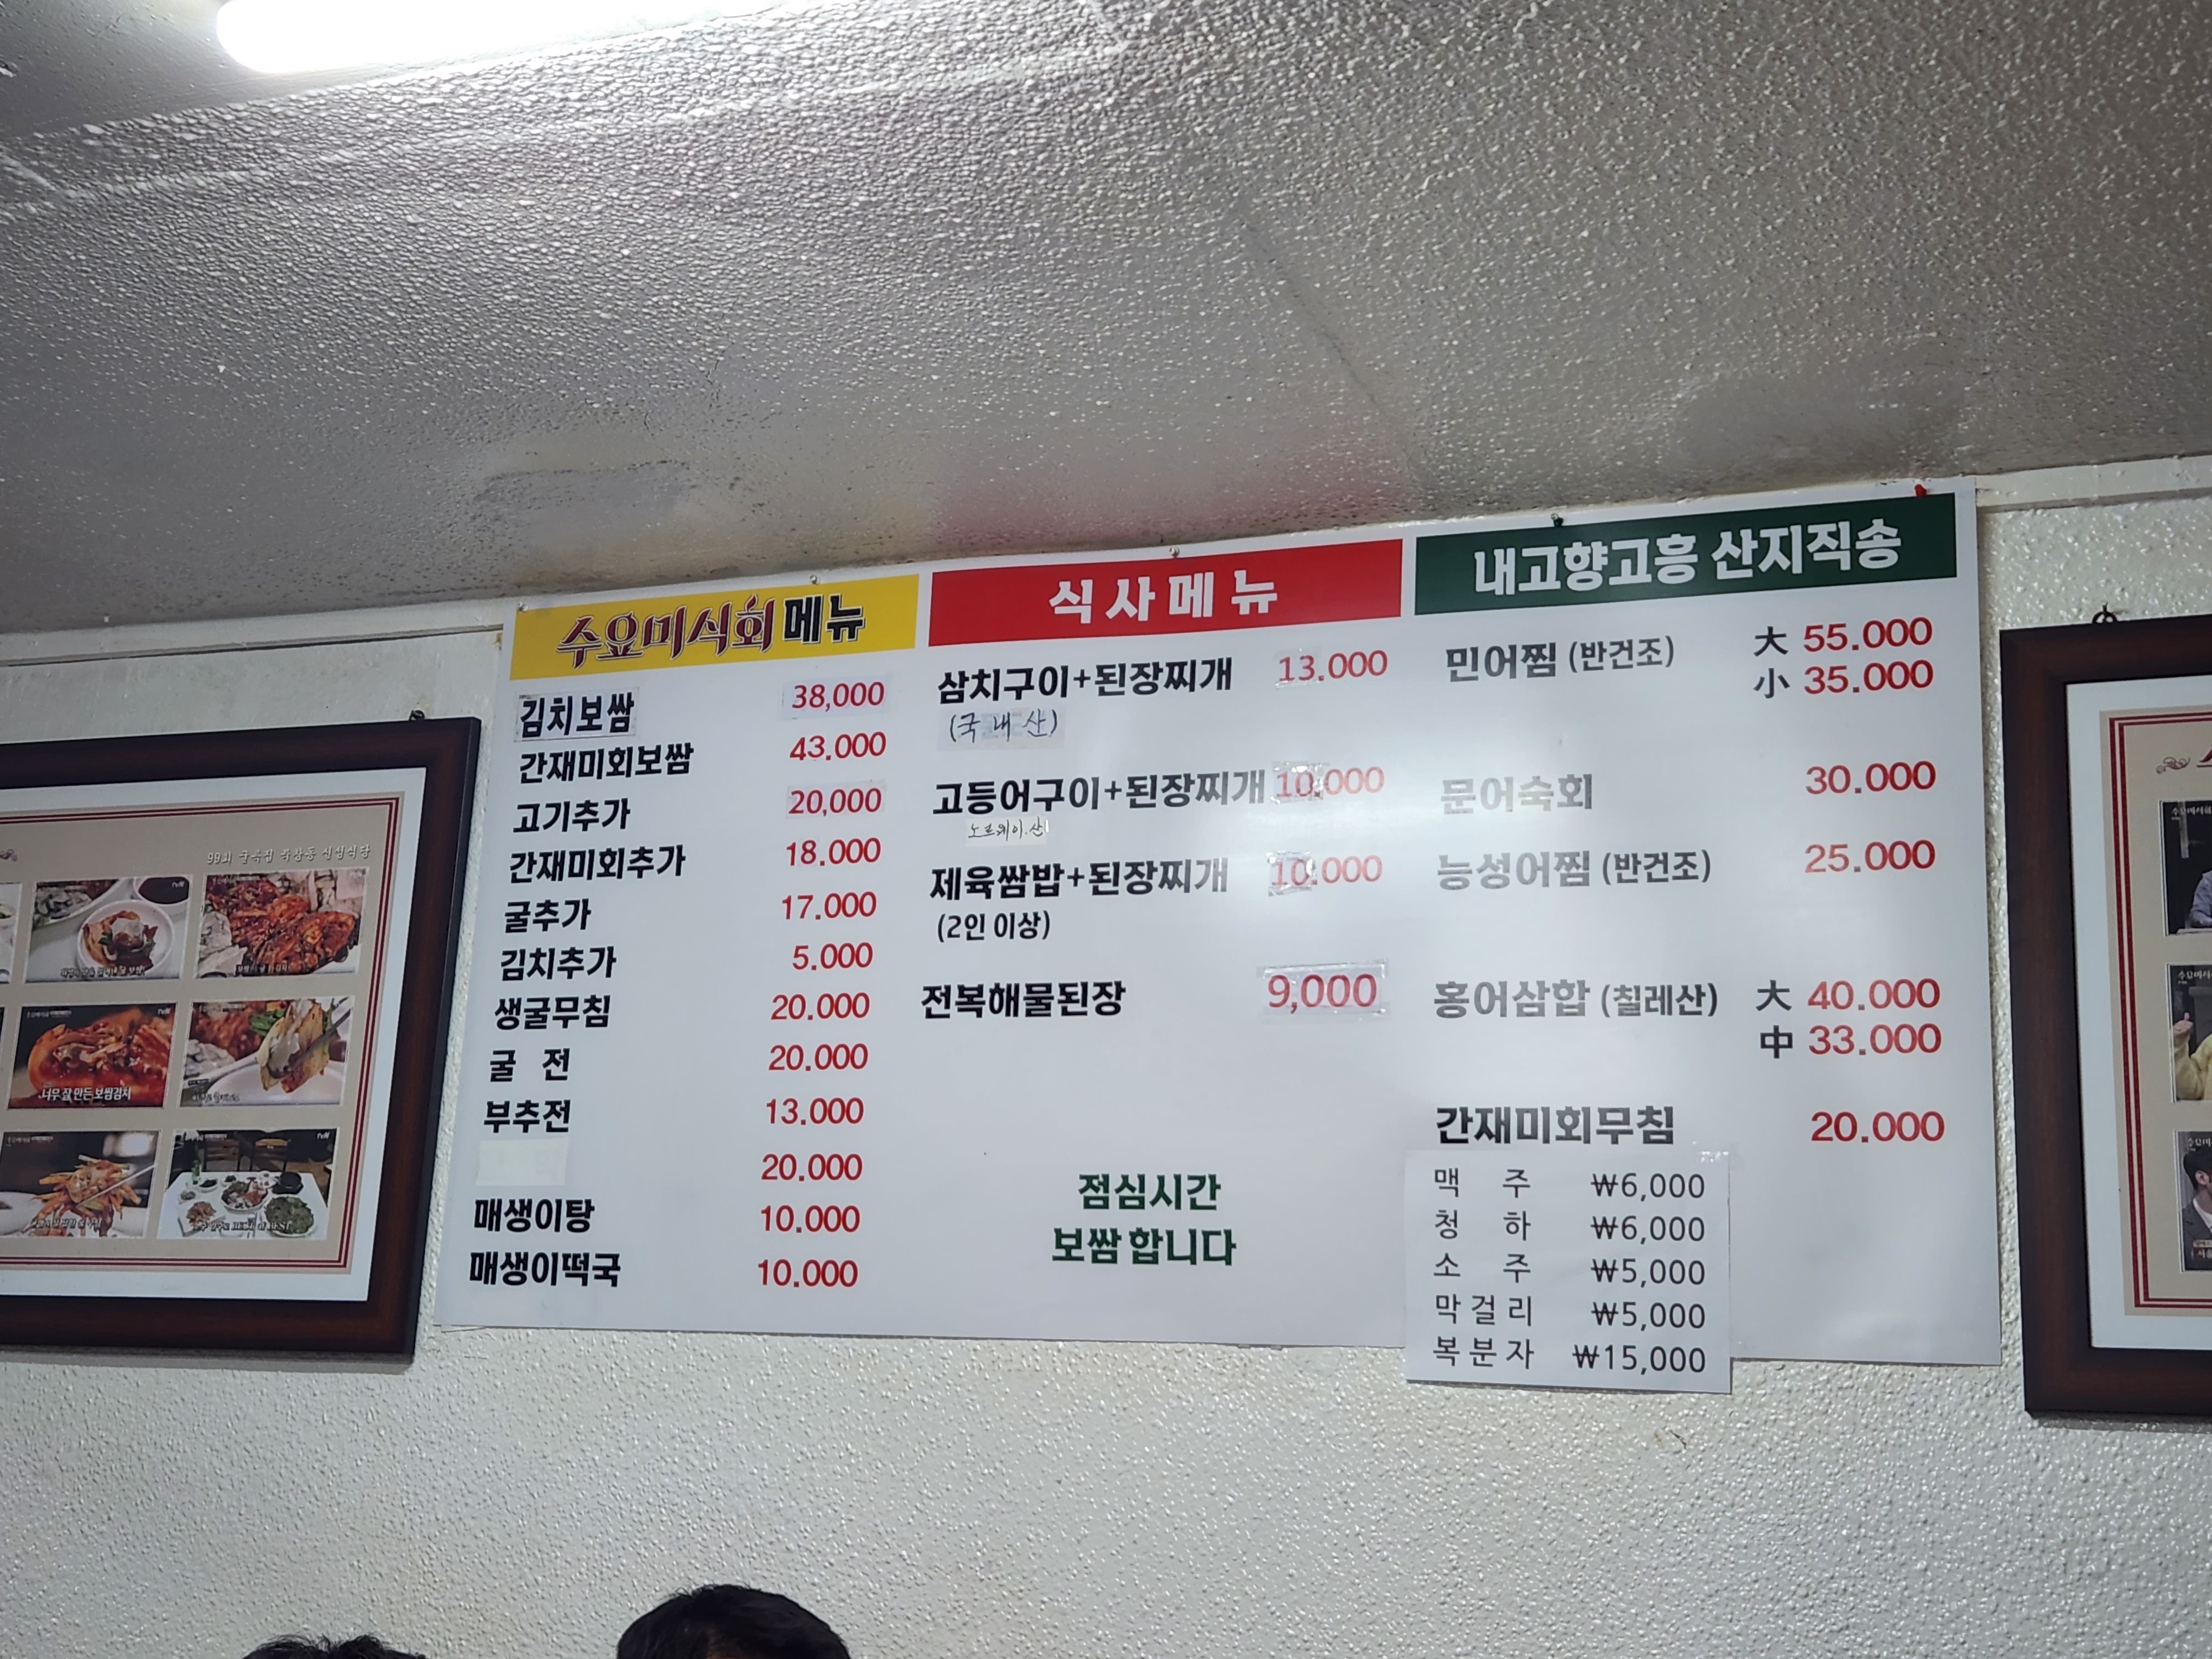 수요미식회 메뉴
김치보쌈 38,000
간재미회보쌈 43.000
고기추가 20,000
간재미회추가 18.000
굴추가 17.000
김치추가 5.000
생굴무침 20.000
굴 전 20.000
부추전 13.000
20.000
매생이탕 10.000
매생이떡국 10.000
식사메뉴
삼치구이+된장찌개 13.000
(국내산)
고등어구이+된장찌개 10.000
노르웨이.산
제육쌈밥+된장찌개 10.000
(2인 이상)
전복해물된장 9,000
점심시간
보쌈합니다
내고향고흥 산지직송
민어찜 (반건조) 大 55.000
小 35.000
문어숙회 30.000
능성어찜 (반건조) 25.000
홍어삼합 (칠레산) 大 40.000
中 33.000
간재미회무침 20.000
맥 주 ₩6,000
청 하 ₩6,000
소 주 ₩5,000
막걸리 ₩5,000
복분자 ₩15,000
너무 잘 만든 보쌈김치